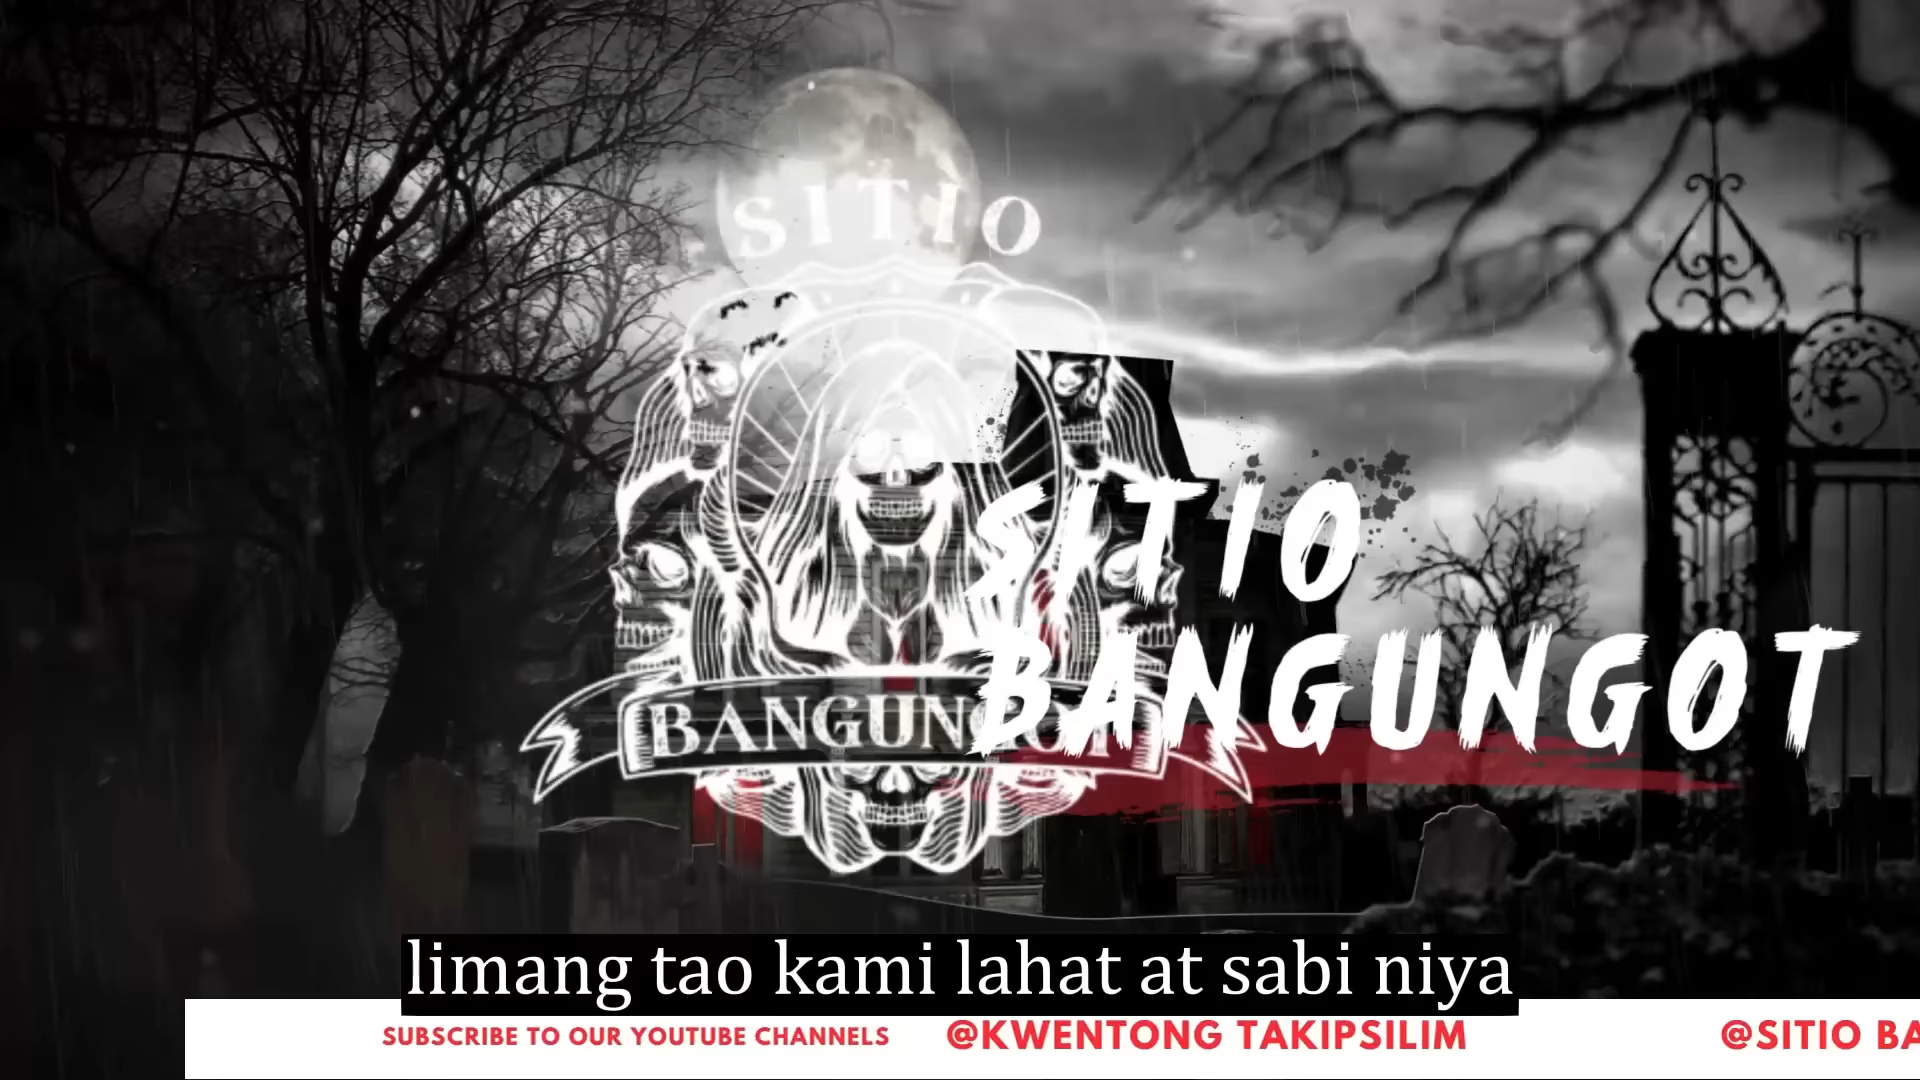 SITIO
SITIO
BANGUNGOT
BANGUNGOT
limang tao kami lahat at sabi niya
SUBSCRIBE TO OUR YOUTUBE CHANNELS @KWENTONG TAKIPSILIM @SITIO BA